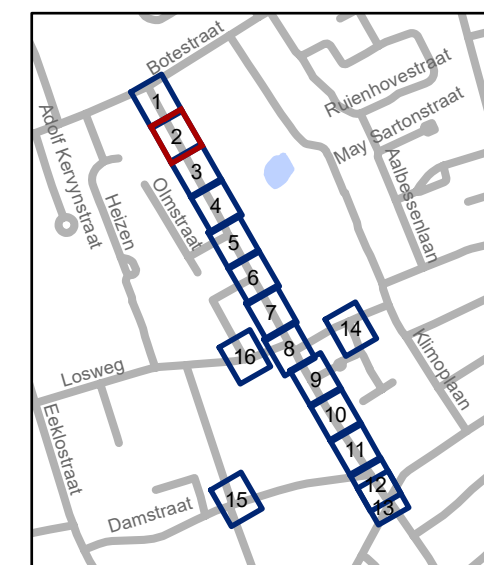 Botestraat
Ruienhovestraat
May Sartonstraat
Adolf Kervynstraat
Aalbessenlaan
Heizen
Olmstraat
Klimoplaan
Losweg
Eeklostraat
Damstraat
1
2
3
4
5
6
7
8
9
10
11
12
13
14
16
15